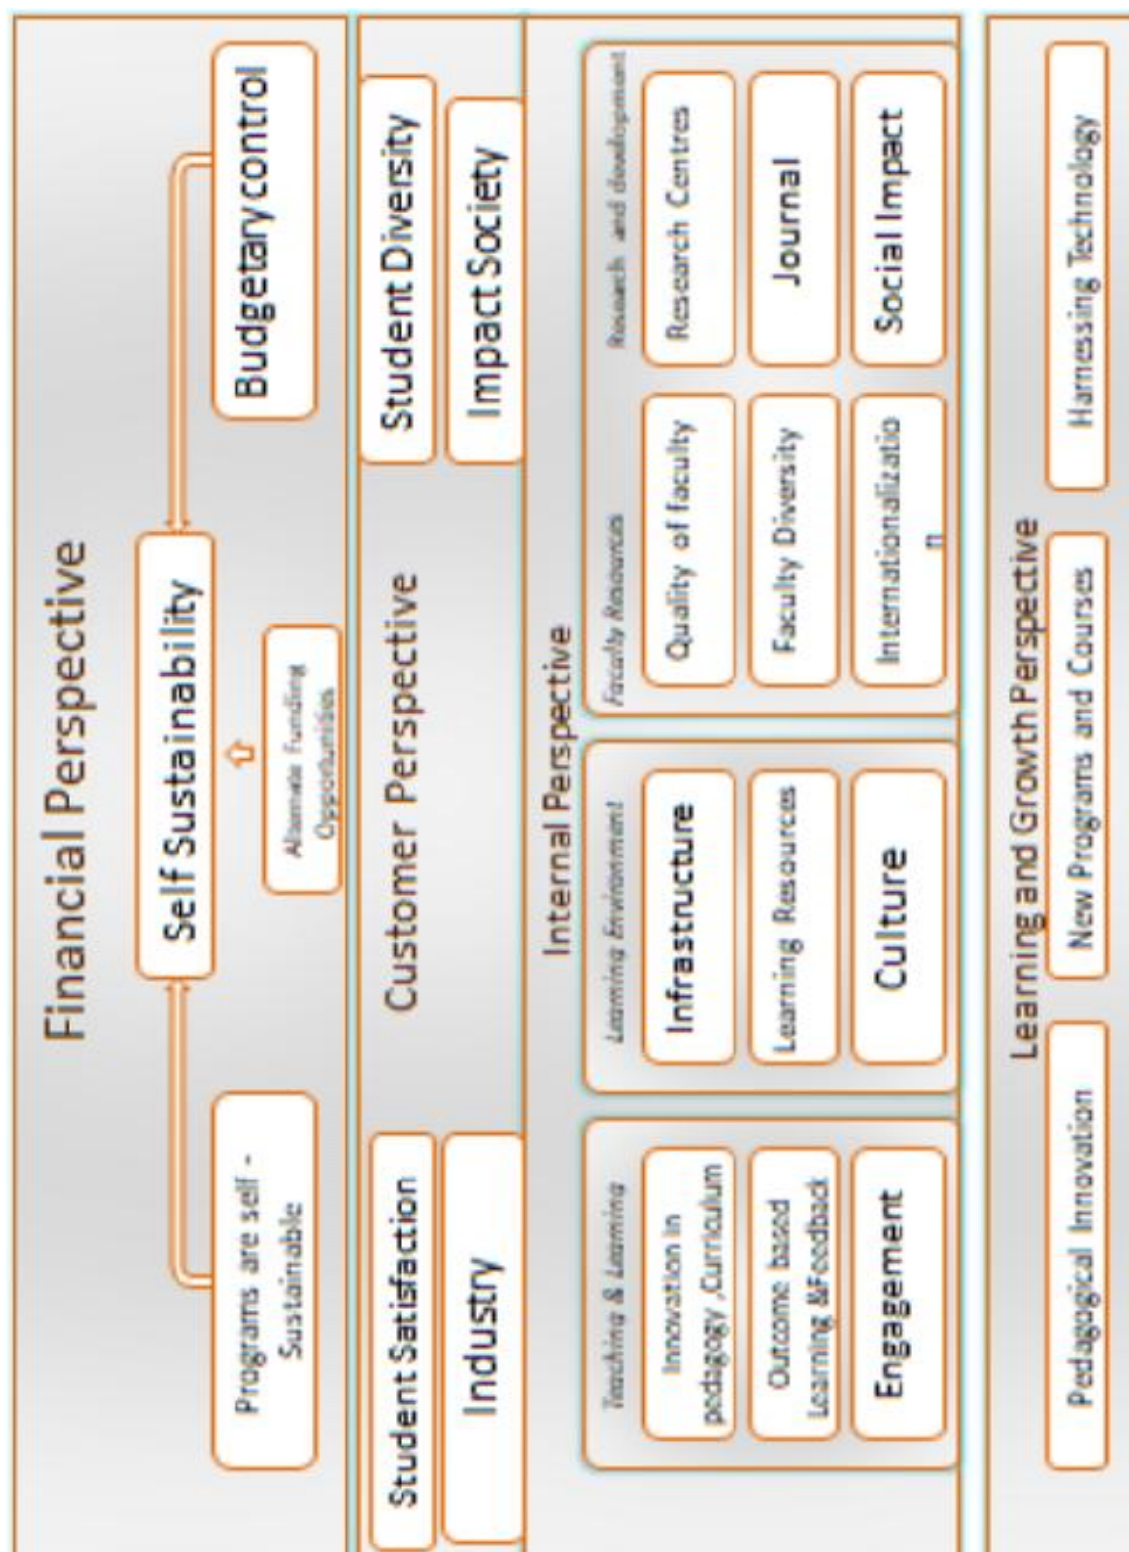 Financial Perspective
Self Sustainability
Programs are self -
Sustainable
Budgetary control
Alternate Funding
Opportunities
Customer Perspective
Student Satisfaction
Student Diversity
Industry
Impact Society
Internal Perspective
Teaching & Learning
Innovation in
pedagogy ,Curriculum
Outcome based
Learning &Feedback
Engagement
Learning Environment
Infrastructure
Learning Resources
Culture
Faculty Resources
Quality of faculty
Faculty Diversity
Internationalizatio
n
Research and development
Research Centres
Journal
Social Impact
Learning and Growth Perspective
Pedagogical Innovation
New Programs and Courses
Harnessing Technology